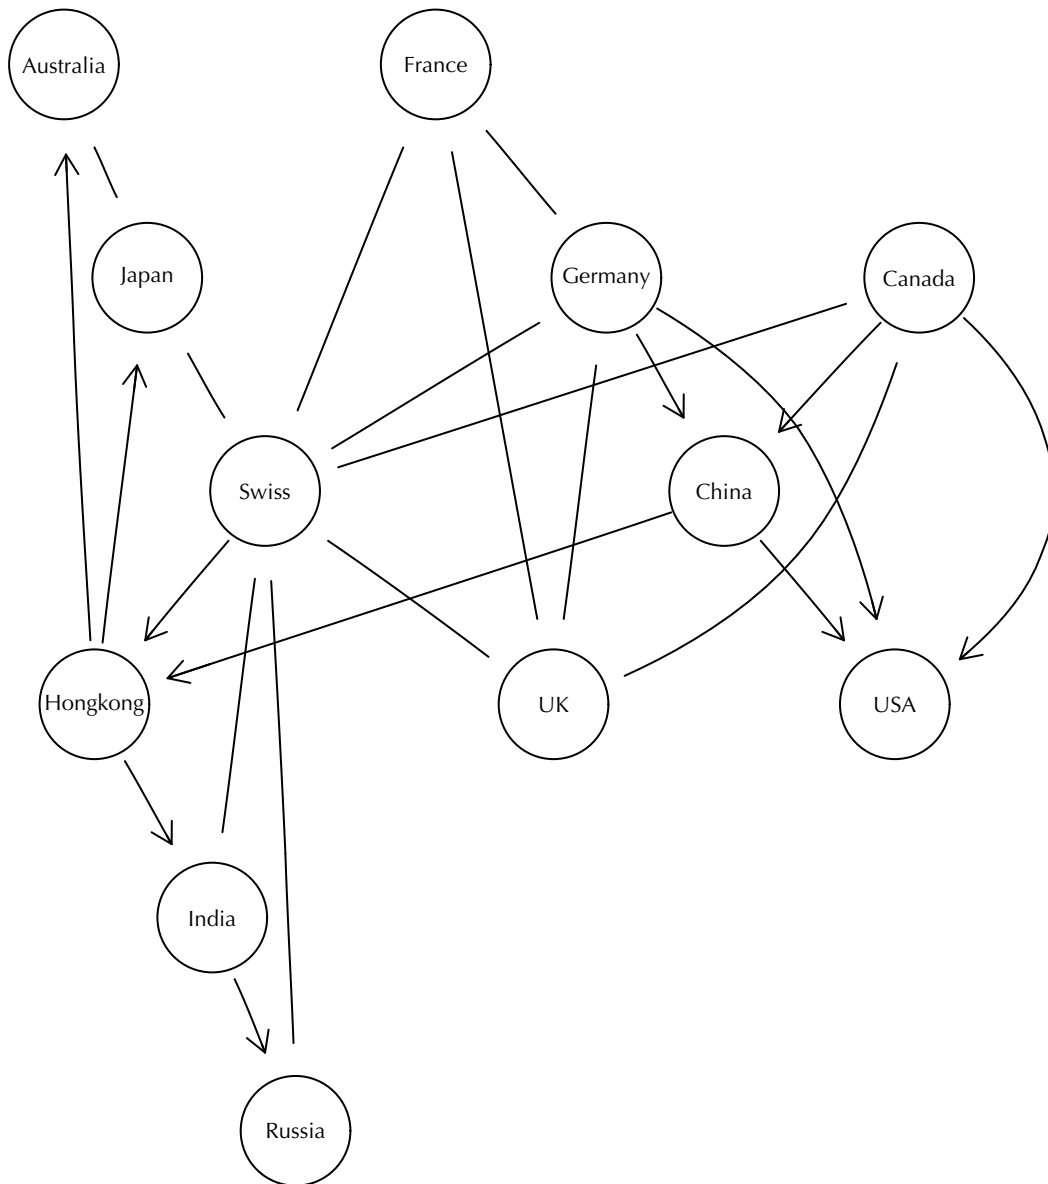 Australia
France
Japan
Germany
Canada
Swiss
China
Hongkong
UK
USA
India
Russia